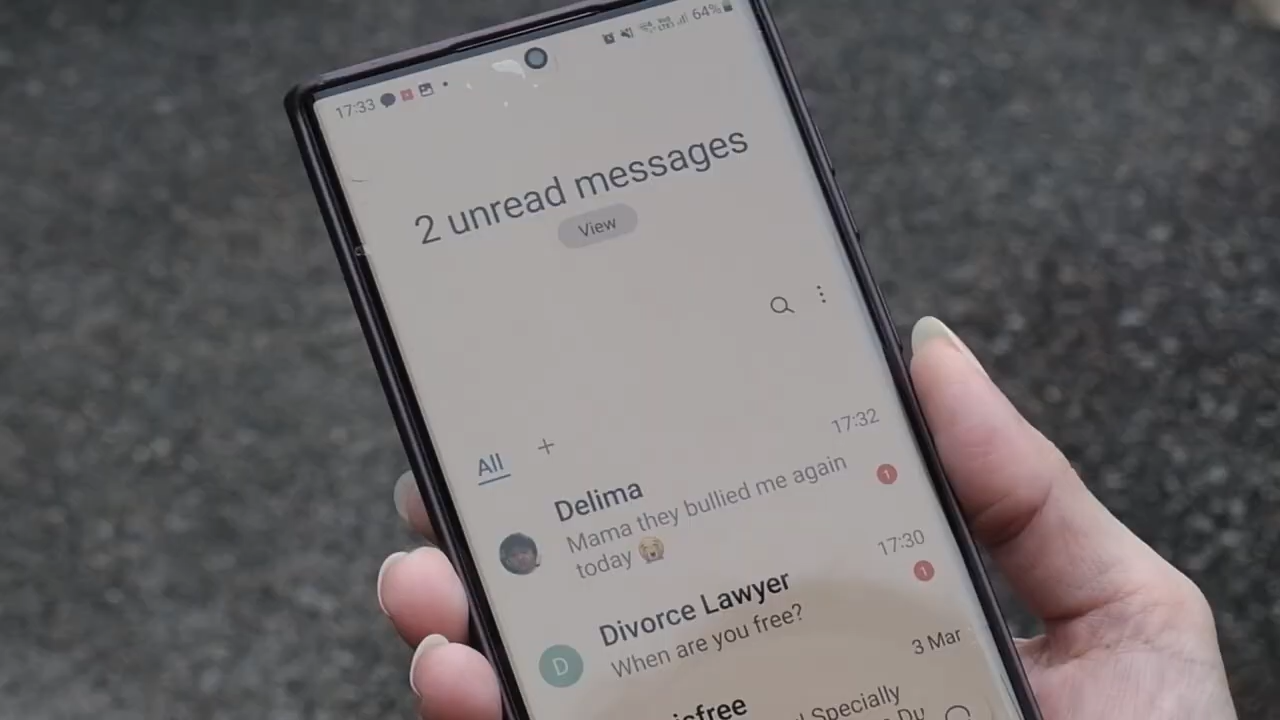 17:33
64%
2 unread messages
View
All +
17:32
Delima
Mama they bullied me again
today 😭
1
17:30
Divorce Lawyer
When are you free?
1
D
3 Mar
Specially
Du